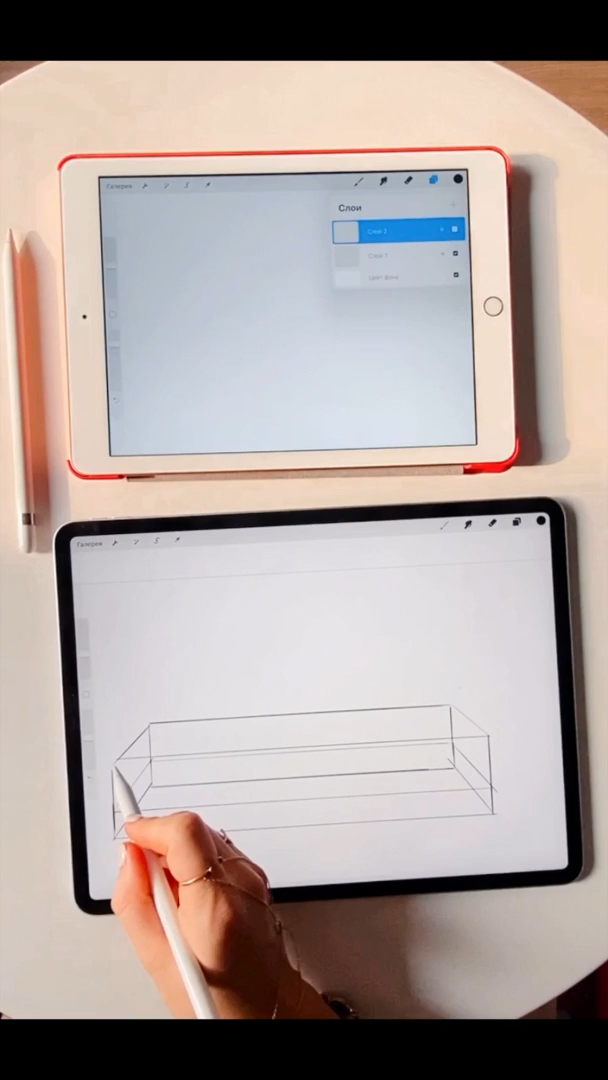 Галерея
Слои
Слой 2
Слой 1
Цвет фона
Галерея